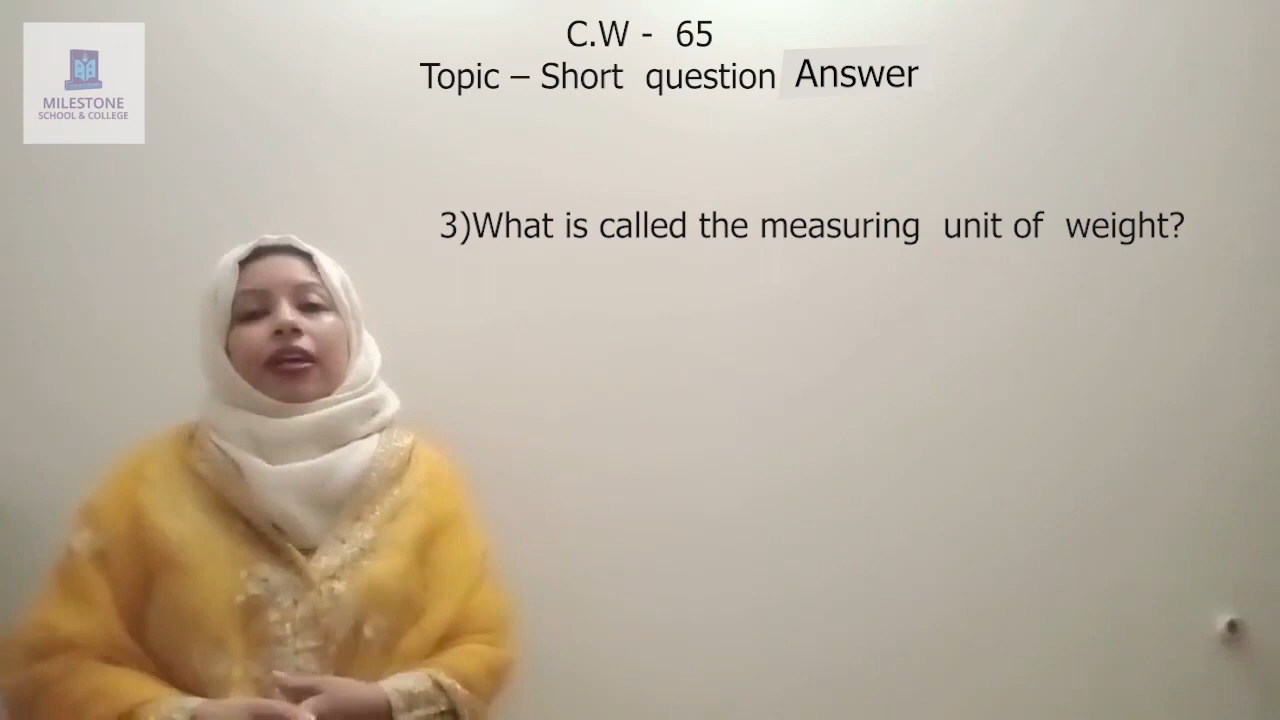 MILESTONE
SCHOOL & COLLEGE
C.W - 65
Topic – Short question Answer
3)What is called the measuring unit of weight?